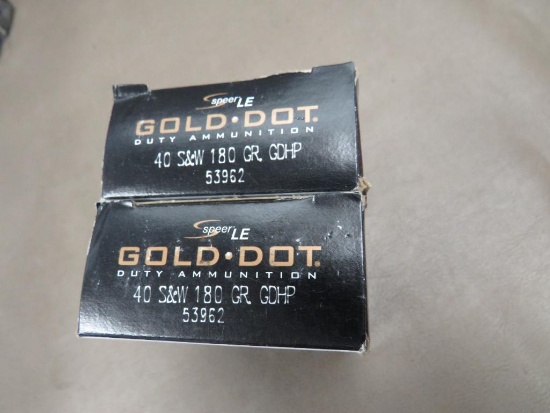 Speer LE
GOLD·DOT®
DUTY AMMUNITION
40 S&W 180 GR. GDHP
53962
Speer LE
GOLD·DOT®
DUTY AMMUNITION
40 S&W 180 GR. GDHP
53962